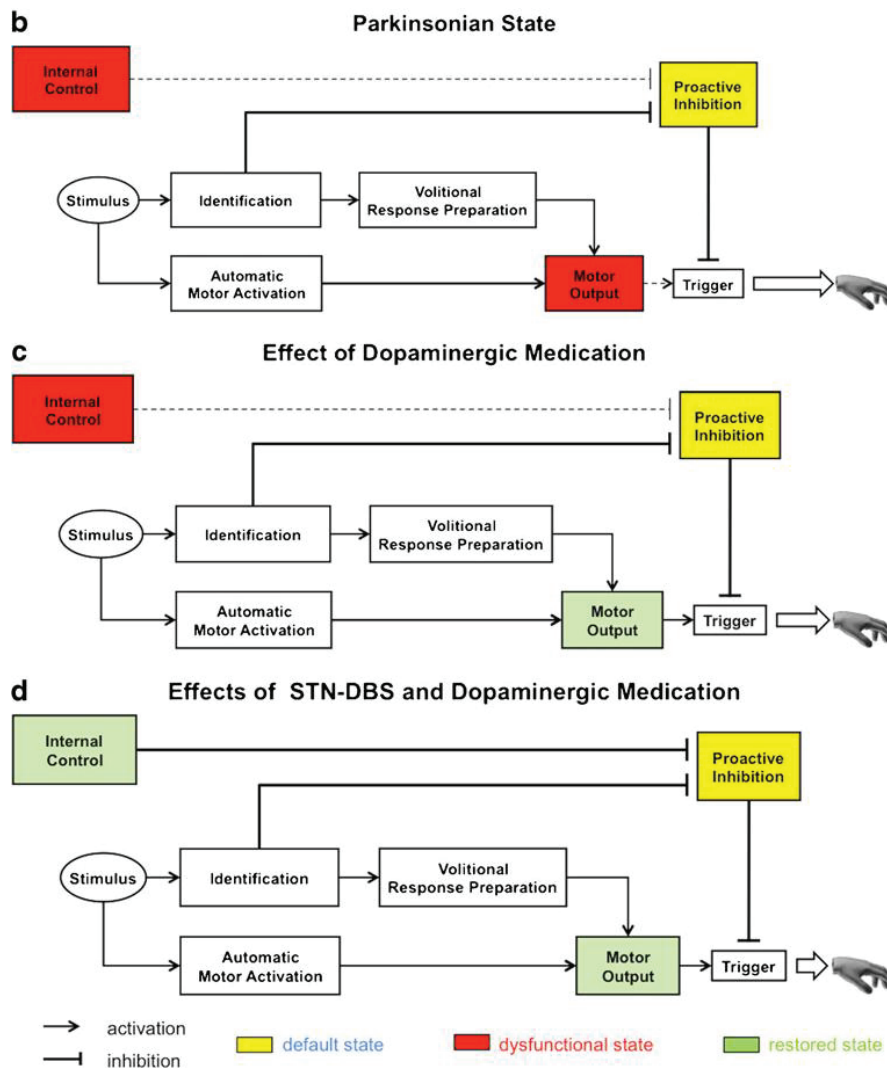 b
Parkinsonian State
Internal
Control
Proactive
Inhibition
Stimulus
Identification
Volitional
Response Preparation
Automatic
Motor Activation
Motor
Output
Trigger
c
Effect of Dopaminergic Medication
Internal
Control
Proactive
Inhibition
Stimulus
Identification
Volitional
Response Preparation
Automatic
Motor Activation
Motor
Output
Trigger
d
Effects of STN-DBS and Dopaminergic Medication
Internal
Control
Proactive
Inhibition
Stimulus
Identification
Volitional
Response Preparation
Automatic
Motor Activation
Motor
Output
Trigger
activation
inhibition
default state
dysfunctional state
restored state